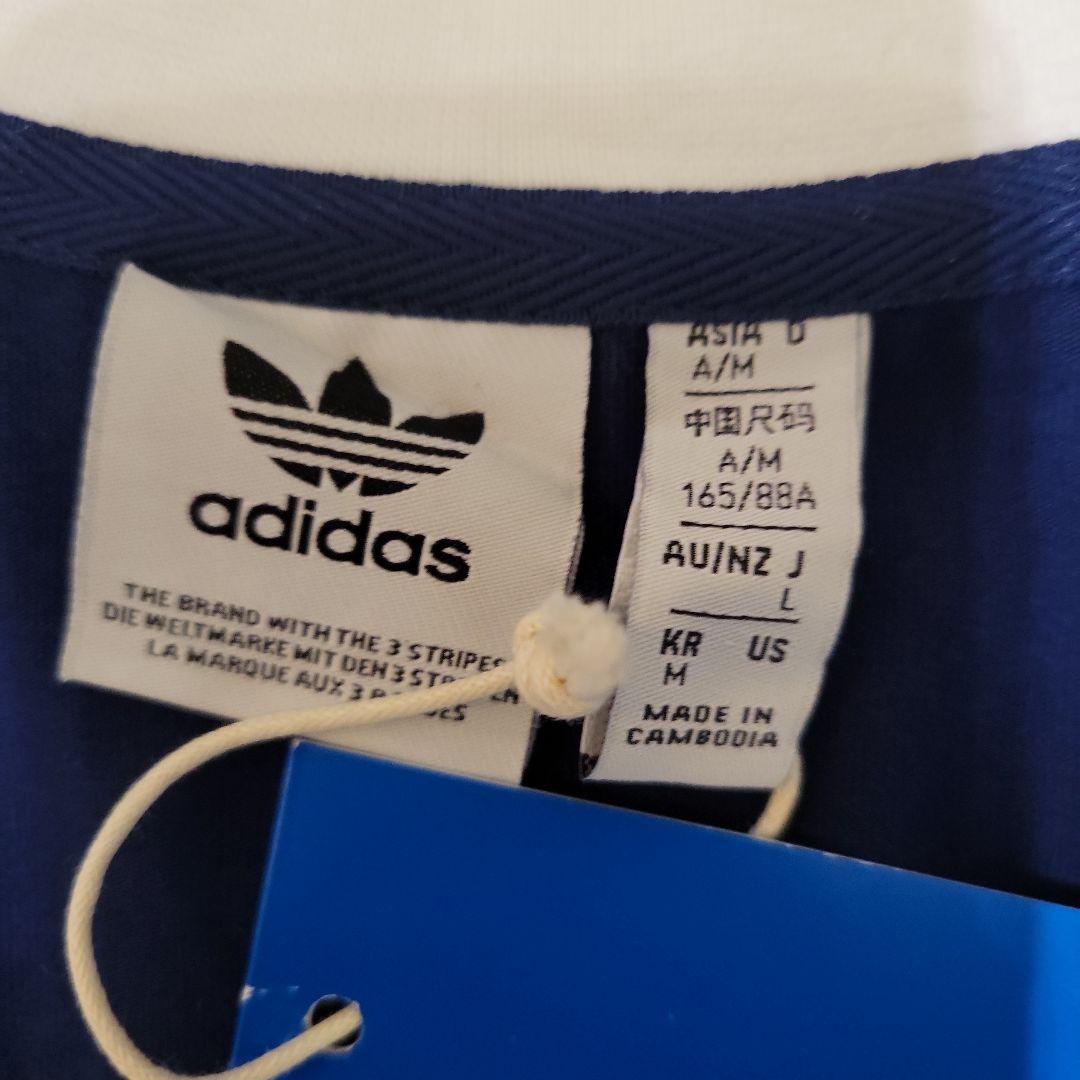 adidas
THE BRAND WITH THE 3 STRIPES
DIE WELTMARKE MIT DEN 3
LA MARQUE AUX 3
ASIA D
A/M
中国尺码
A/M
165/88A
AU/NZ J
L
KR US
M
MADE IN
CAMBODIA